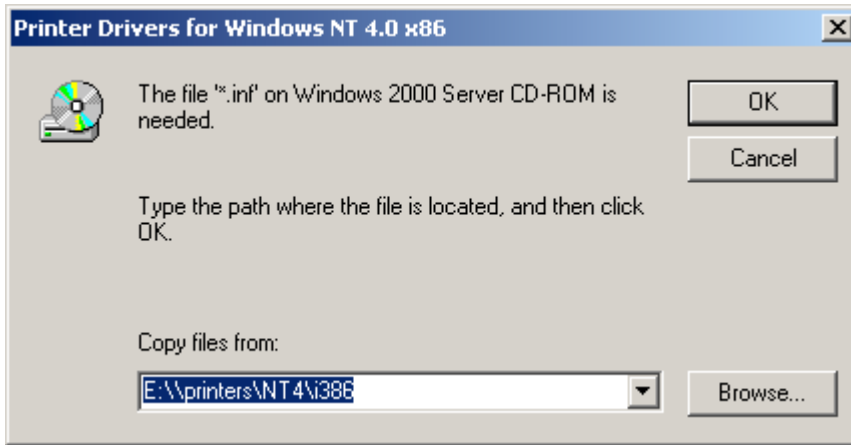 Printer Drivers for Windows NT 4.0 x86
The file '*.inf' on Windows 2000 Server CD-ROM is
needed.
OK
Cancel
Type the path where the file is located, and then click
OK.
Copy files from:
E:\\printers\NT4\i386
Browse...